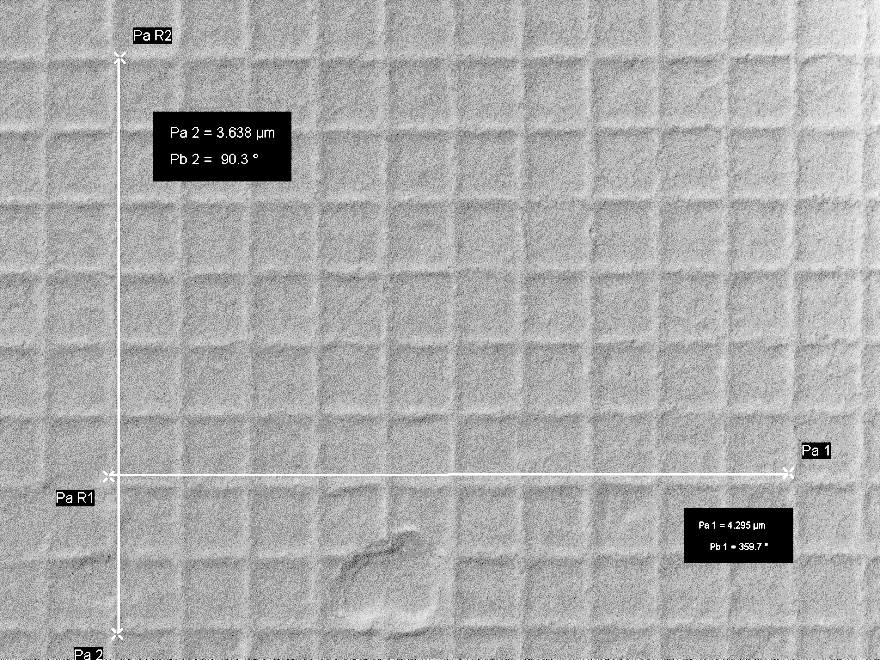 Pa R2
Pa 2 = 3.638 µm
Pb 2 =  90.3 °
Pa 1
Pa R1
Pa 1 = 4.295 µm
Pb 1 = 359.7 °
Pa 2